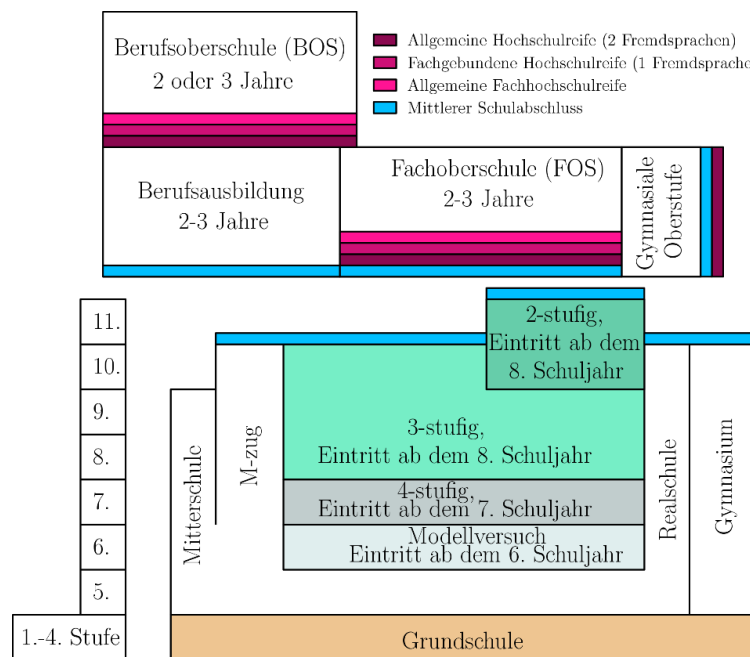 Berufsoberschule (BOS)
2 oder 3 Jahre
Allgemeine Hochschulreife (2 Fremdsprachen)
Fachgebundene Hochschulreife (1 Fremdsprache
Allgemeine Fachhochschulreife
Mittlerer Schulabschluss
Berufsausbildung
2-3 Jahre
Fachoberschule (FOS)
2-3 Jahre
Gymnasiale
Oberstufe
11.
10.
9.
8.
7.
6.
5.
1.-4. Stufe
Mitterschule
M-zug
2-stufig,
Eintritt ab dem
8. Schuljahr
3-stufig,
Eintritt ab dem 8. Schuljahr
4-stufig,
Eintritt ab dem 7. Schuljahr
Modellversuch
Eintritt ab dem 6. Schuljahr
Realschule
Gymnasium
Grundschule